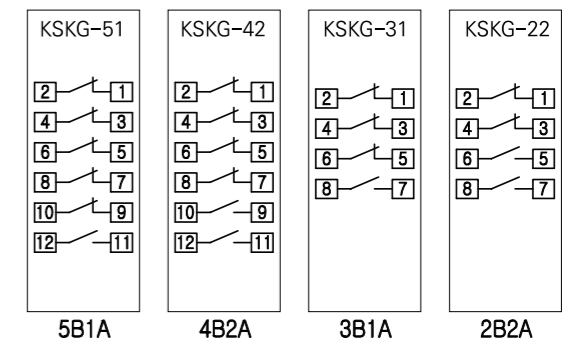 KSKG-51 KSKG-42 KSKG-31 KSKG-22
2 1 2 1 2 1 2 1
4 3 4 3 4 3 4 3
6 5 6 5 6 5 6 5
8 7 8 7 8 7 8 7
10 9 10 9
12 11 12 11
5B1A 4B2A 3B1A 2B2A